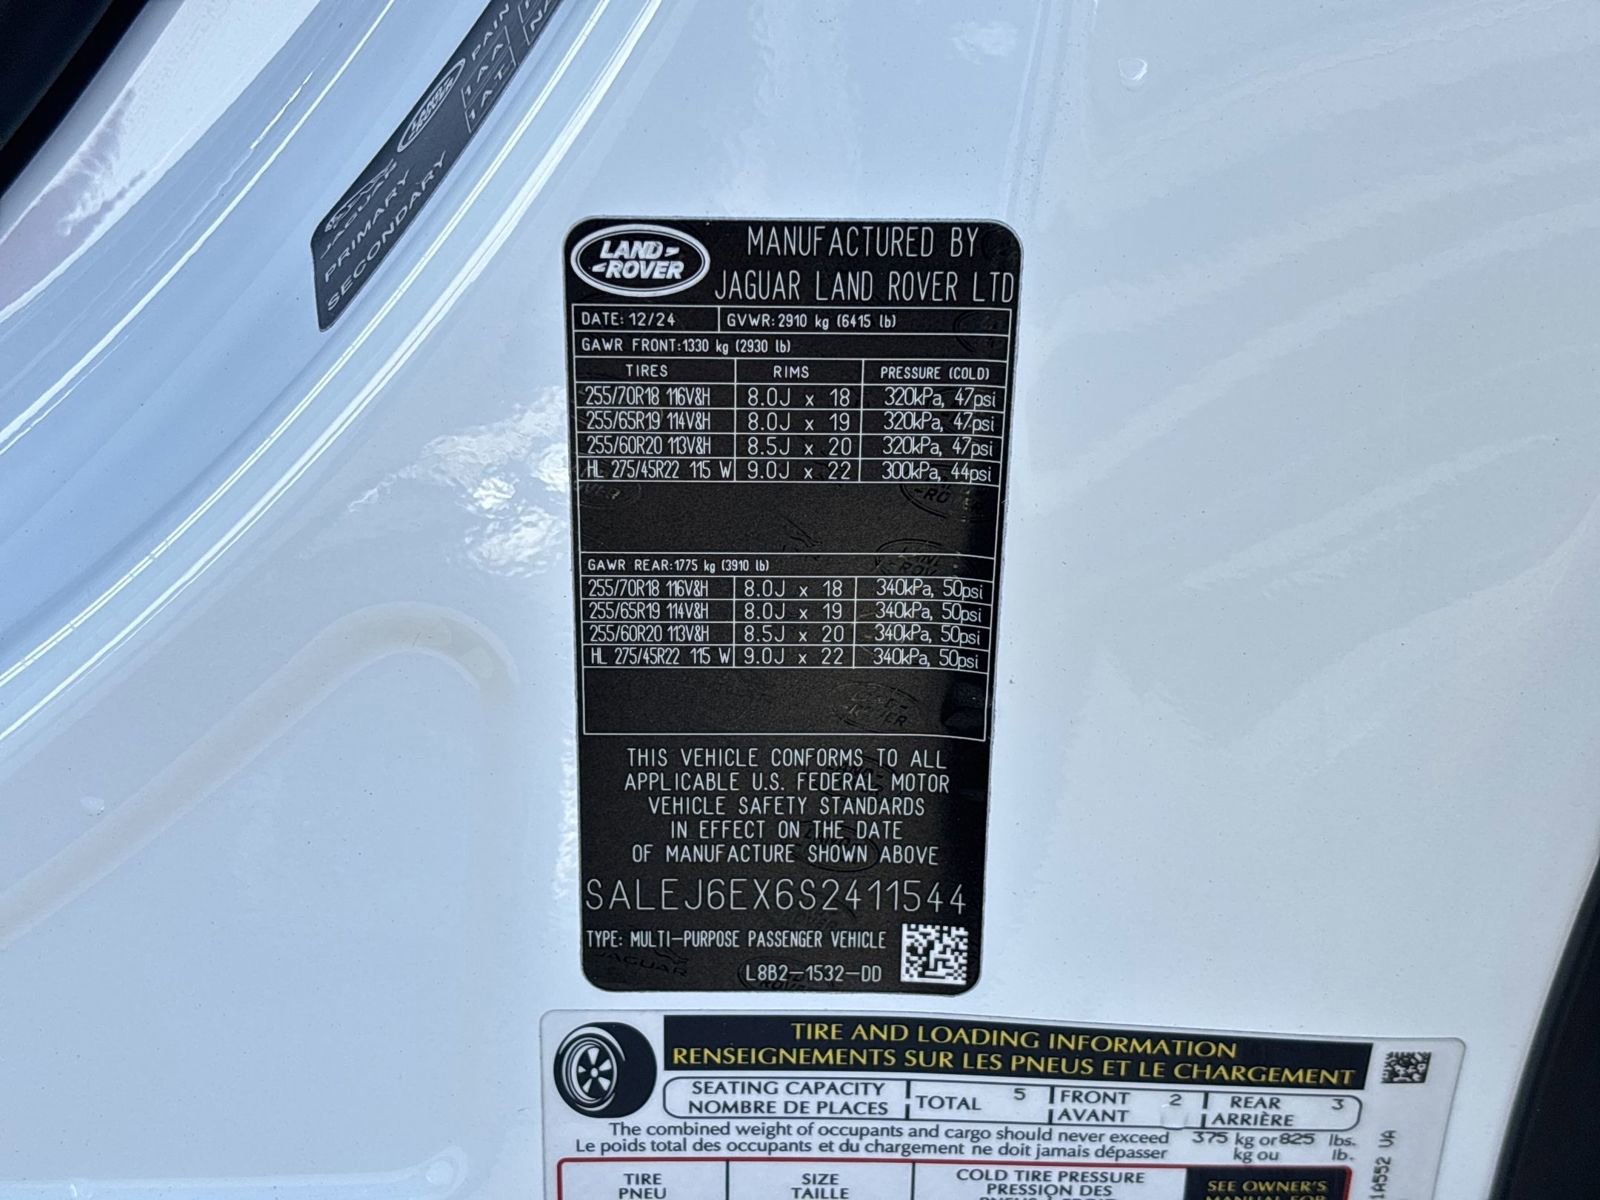 LAND ROVER
JAGUAR
PRIMARY
SECONDARY
LAND-
-ROVER
MANUFACTURED BY
JAGUAR LAND ROVER LTD
DATE: 12/24 GVWR: 2910 kg (6415 lb)
GAWR FRONT: 1330 kg (2930 lb)
TIRES RIMS PRESSURE (COLD)
255/70R18 116V&H 8.0J x 18 320kPa, 47psi
255/65R19 114V&H 8.0J x 19 320kPa, 47psi
255/60R20 113V&H 8.5J x 20 320kPa, 47psi
HL 275/45R22 115 W 9.0J x 22 300kPa, 44psi
GAWR REAR: 1775 kg (3910 lb)
255/70R18 116V&H 8.0J x 18 340kPa, 50psi
255/65R19 114V&H 8.0J x 19 340kPa, 50psi
255/60R20 113V&H 8.5J x 20 340kPa, 50psi
HL 275/45R22 115 W 9.0J x 22 340kPa, 50psi
THIS VEHICLE CONFORMS TO ALL
APPLICABLE U.S. FEDERAL MOTOR
VEHICLE SAFETY STANDARDS
IN EFFECT ON THE DATE
OF MANUFACTURE SHOWN ABOVE
SALEJ6EX6S2411544
TYPE: MULTI-PURPOSE PASSENGER VEHICLE
JAGUAR
L8B2-1532-DD
TIRE AND LOADING INFORMATION
RENSEIGNEMENTS SUR LES PNEUS ET LE CHARGEMENT
SEATING CAPACITY TOTAL 5 FRONT 2 REAR 3
NOMBRE DE PLACES AVANT ARRIÈRE
The combined weight of occupants and cargo should never exceed 375 kg or 825 lbs.
Le poids total des occupants et du chargement ne doit jamais dépasser kg ou lb.
TIRE SIZE COLD TIRE PRESSURE SEE OWNER'S
PNEU TAILLE PRESSION DES MANUAL FOR